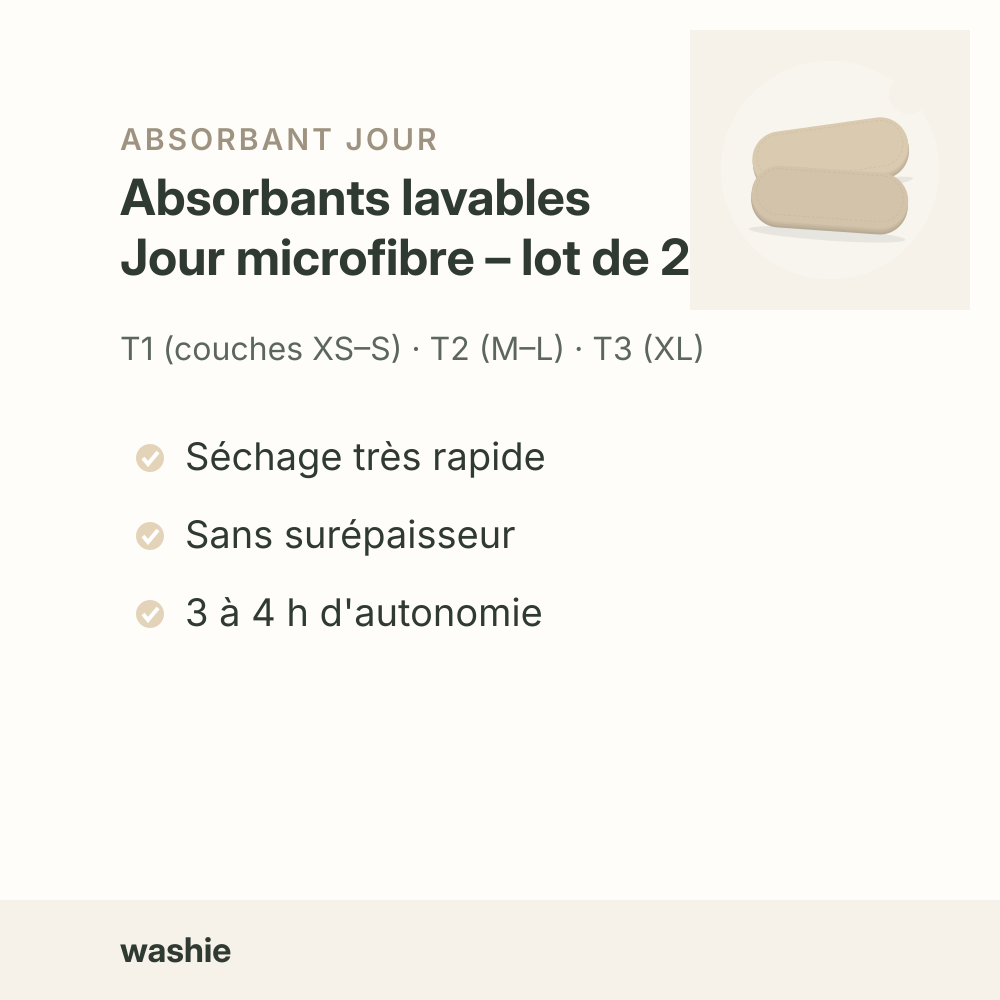 ABSORBANT JOUR
Absorbants lavables
Jour microfibre – lot de 2
T1 (couches XS–S) · T2 (M–L) · T3 (XL)
Séchage très rapide
Sans surépaisseur
3 à 4 h d'autonomie
washie